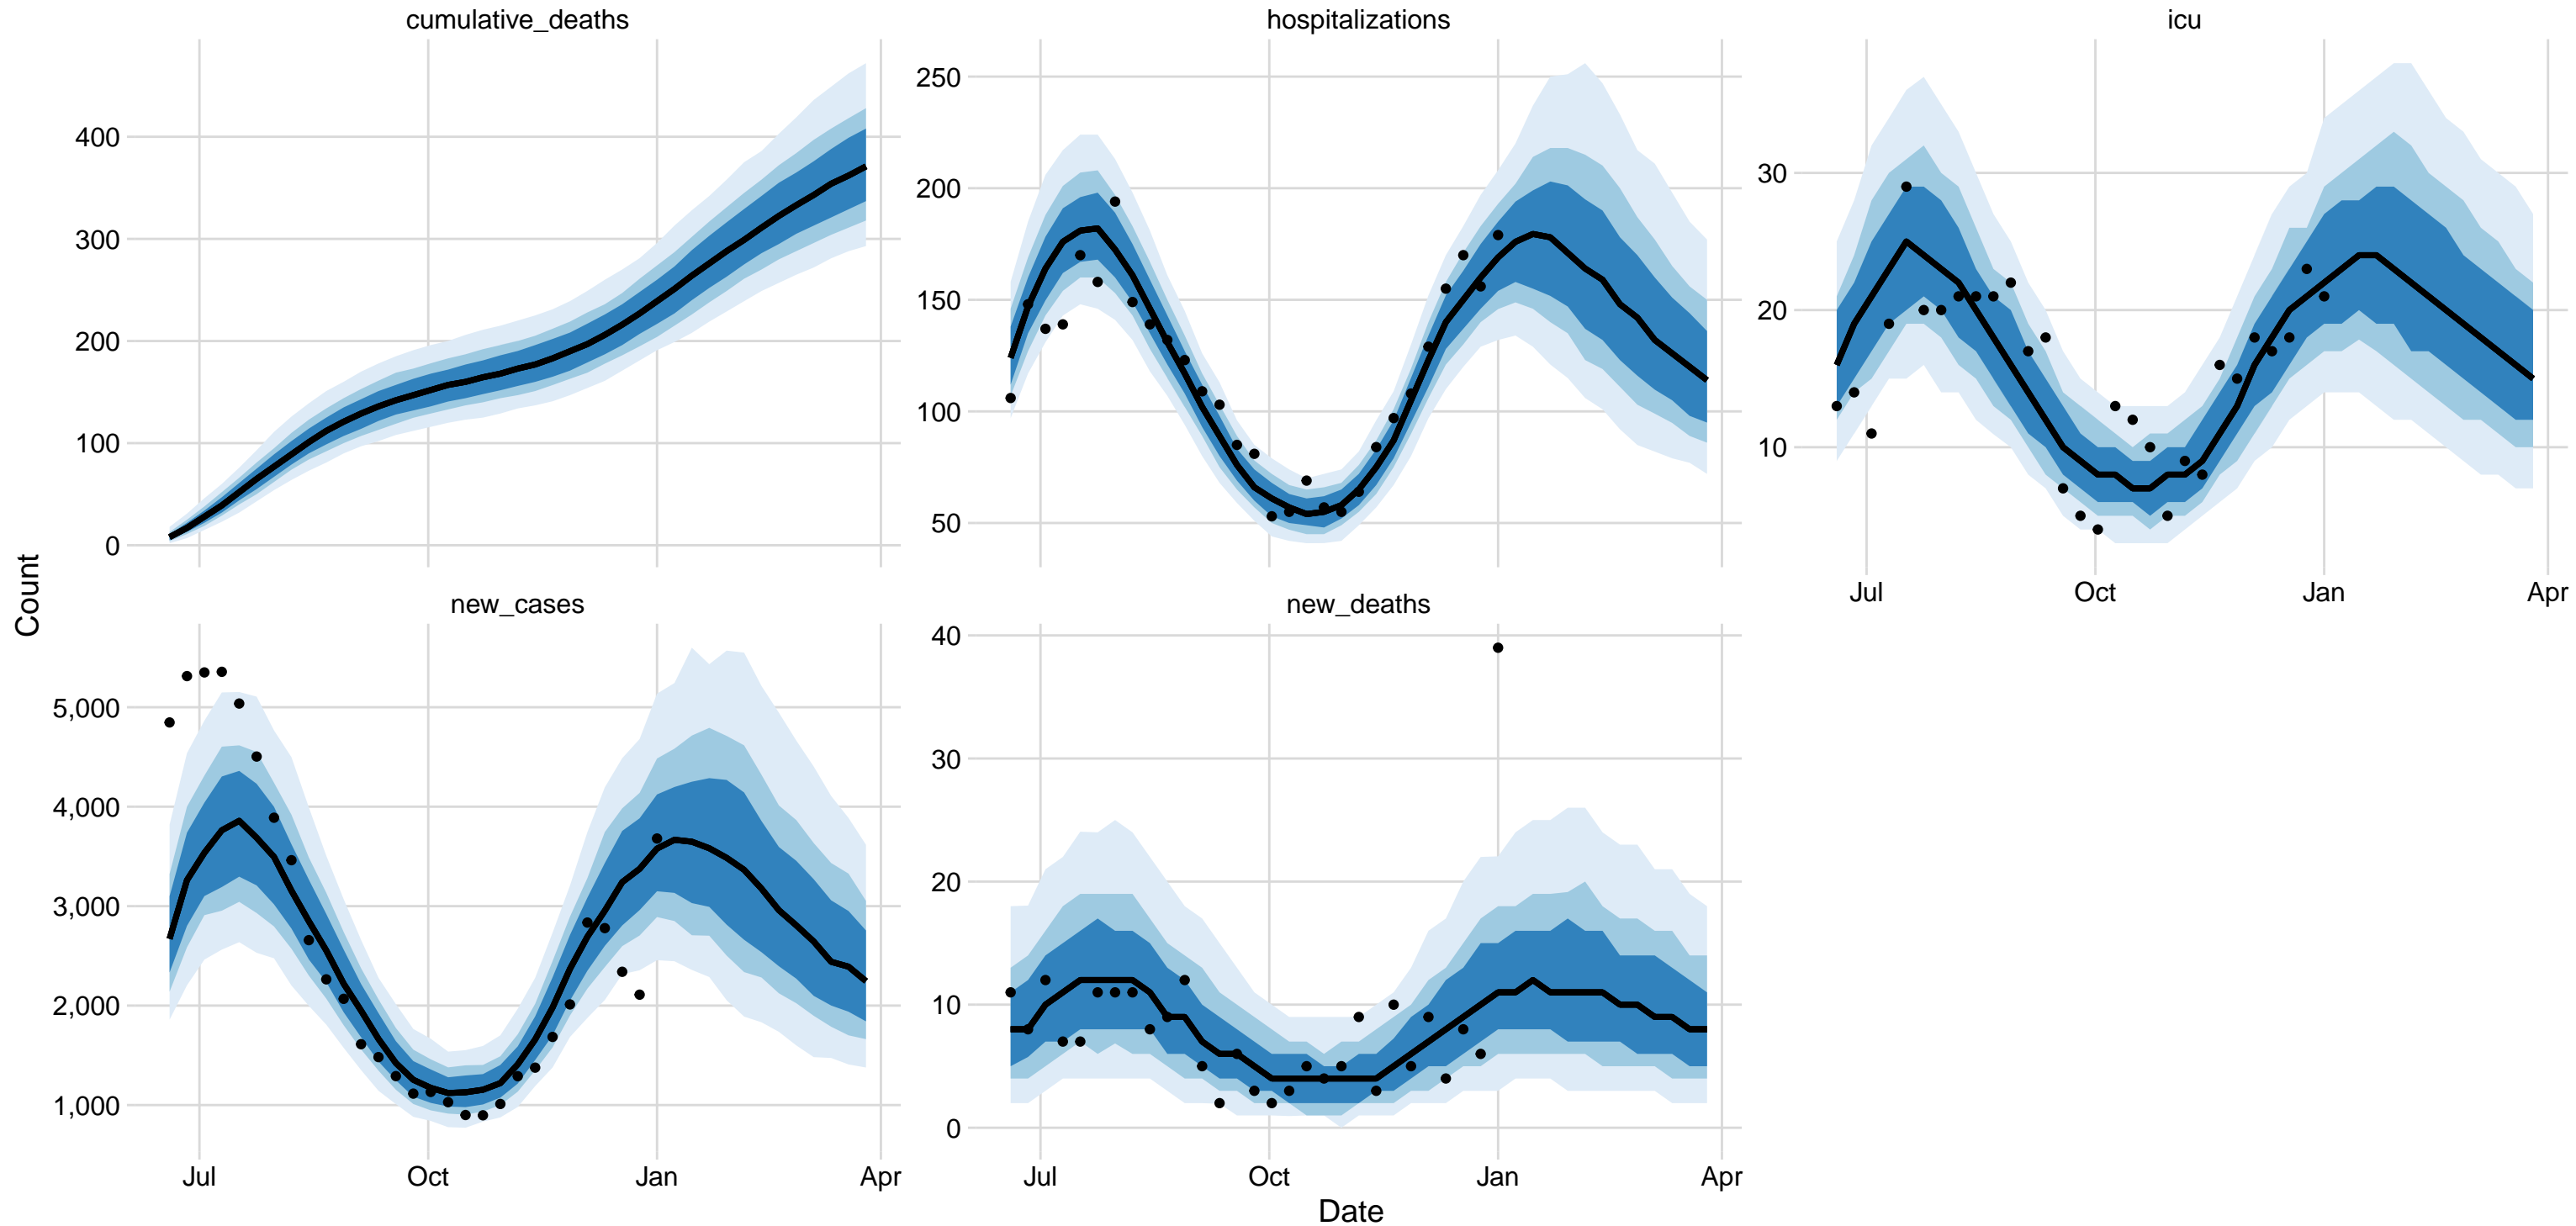 cumulative_deaths
hospitalizations
icu
400
300
200
100
0
250
200
150
100
50
30
20
10
Jul
Oct
Jan
Apr
Count
new_cases
new_deaths
5,000
4,000
3,000
2,000
1,000
40
30
20
10
0
Jul
Oct
Jan
Apr
Jul
Oct
Jan
Apr
Date